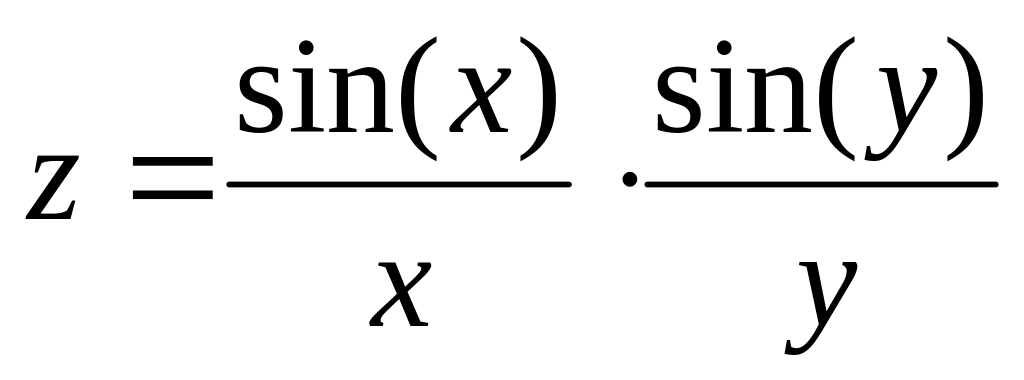 z = sin(x)/x · sin(y)/y